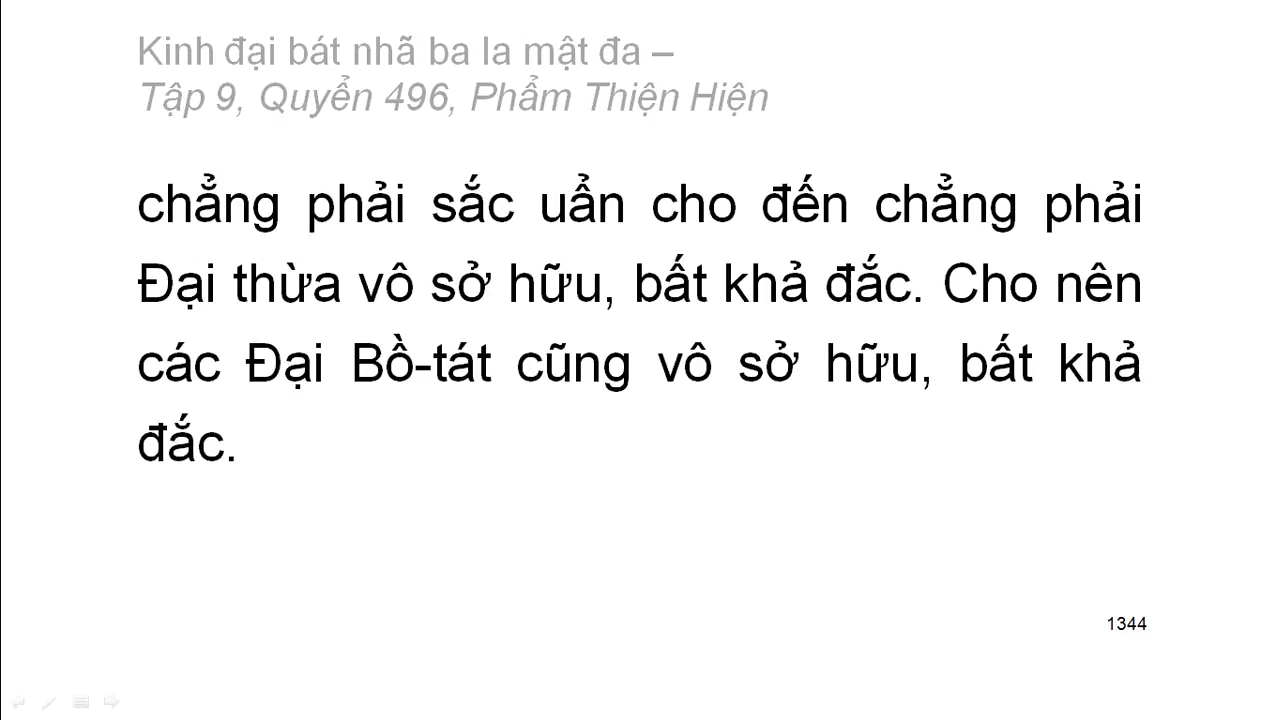 Kinh đại bát nhã ba la mật đa –
Tập 9, Quyển 496, Phẩm Thiện Hiện
chẳng phải sắc uẩn cho đến chẳng phải
Đại thừa vô sở hữu, bất khả đắc. Cho nên
các Đại Bồ-tát cũng vô sở hữu, bất khả
đắc.
1344